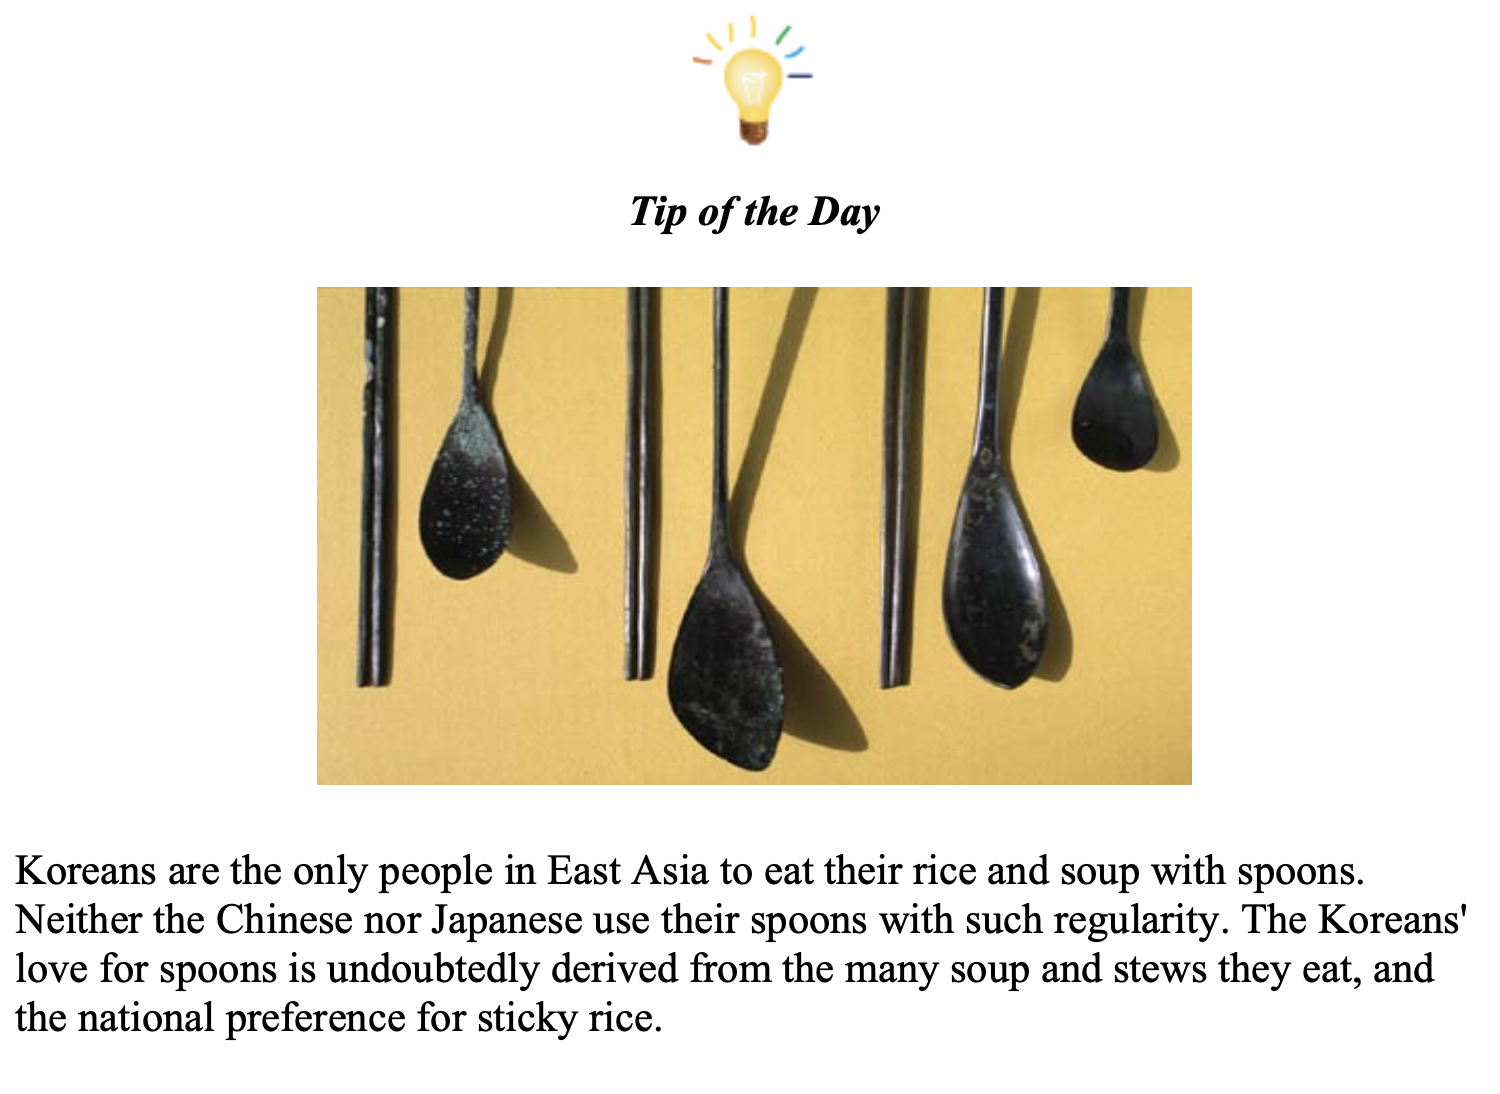 Tip of the Day
Koreans are the only people in East Asia to eat their rice and soup with spoons.
Neither the Chinese nor Japanese use their spoons with such regularity. The Koreans'
love for spoons is undoubtedly derived from the many soup and stews they eat, and
the national preference for sticky rice.